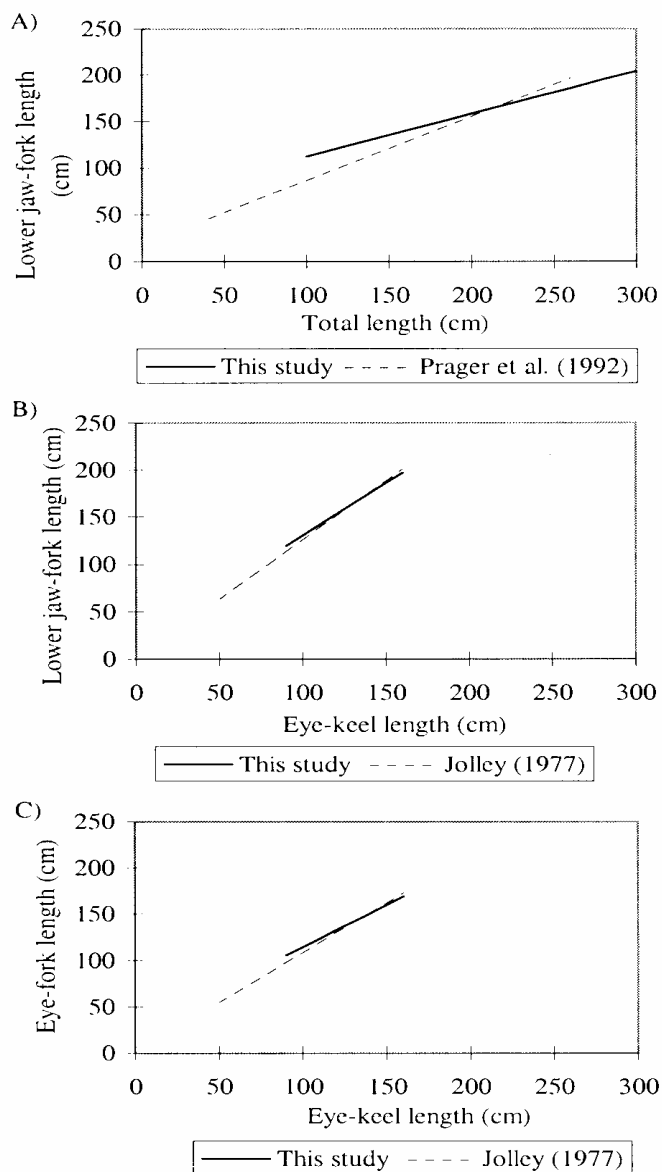 A)
250
200
150
100
50
0
Lower jaw-fork length
(cm)
0 50 100 150 200 250 300
Total length (cm)
This study Prager et al. (1992)
B)
250
200
150
100
50
0
Lower jaw-fork length (cm)
0 50 100 150 200 250 300
Eye-keel length (cm)
This study Jolley (1977)
C)
250
200
150
100
50
0
Eye-fork length (cm)
0 50 100 150 200 250 300
Eye-keel length (cm)
This study Jolley (1977)